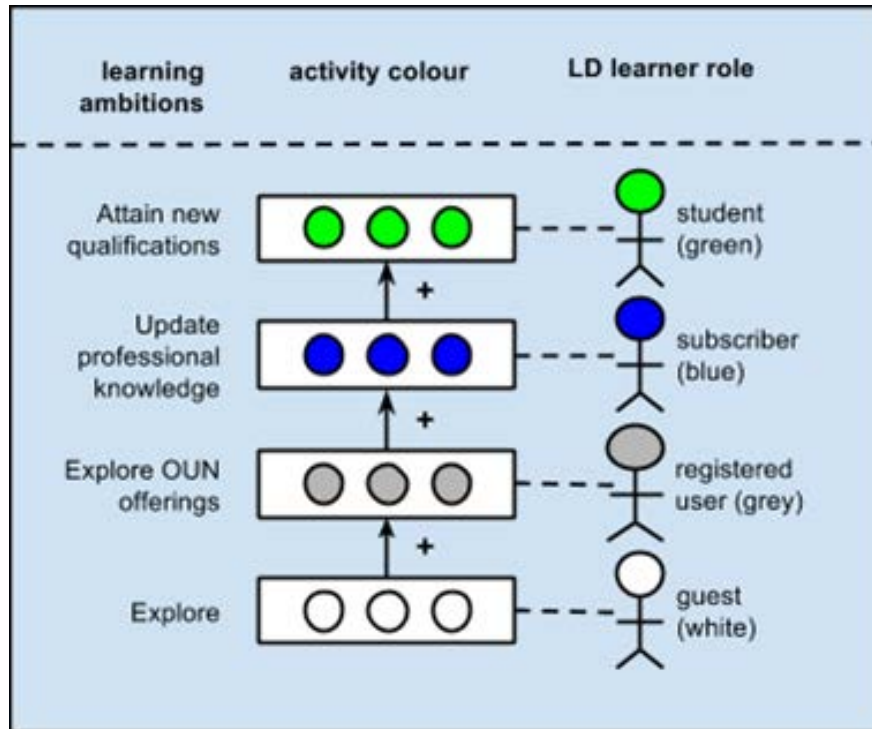 learning
ambitions
activity colour
LD learner role
Attain new
qualifications
student
(green)
+
Update
professional
knowledge
subscriber
(blue)
+
Explore OUN
offerings
registered
user (grey)
+
Explore
guest
(white)